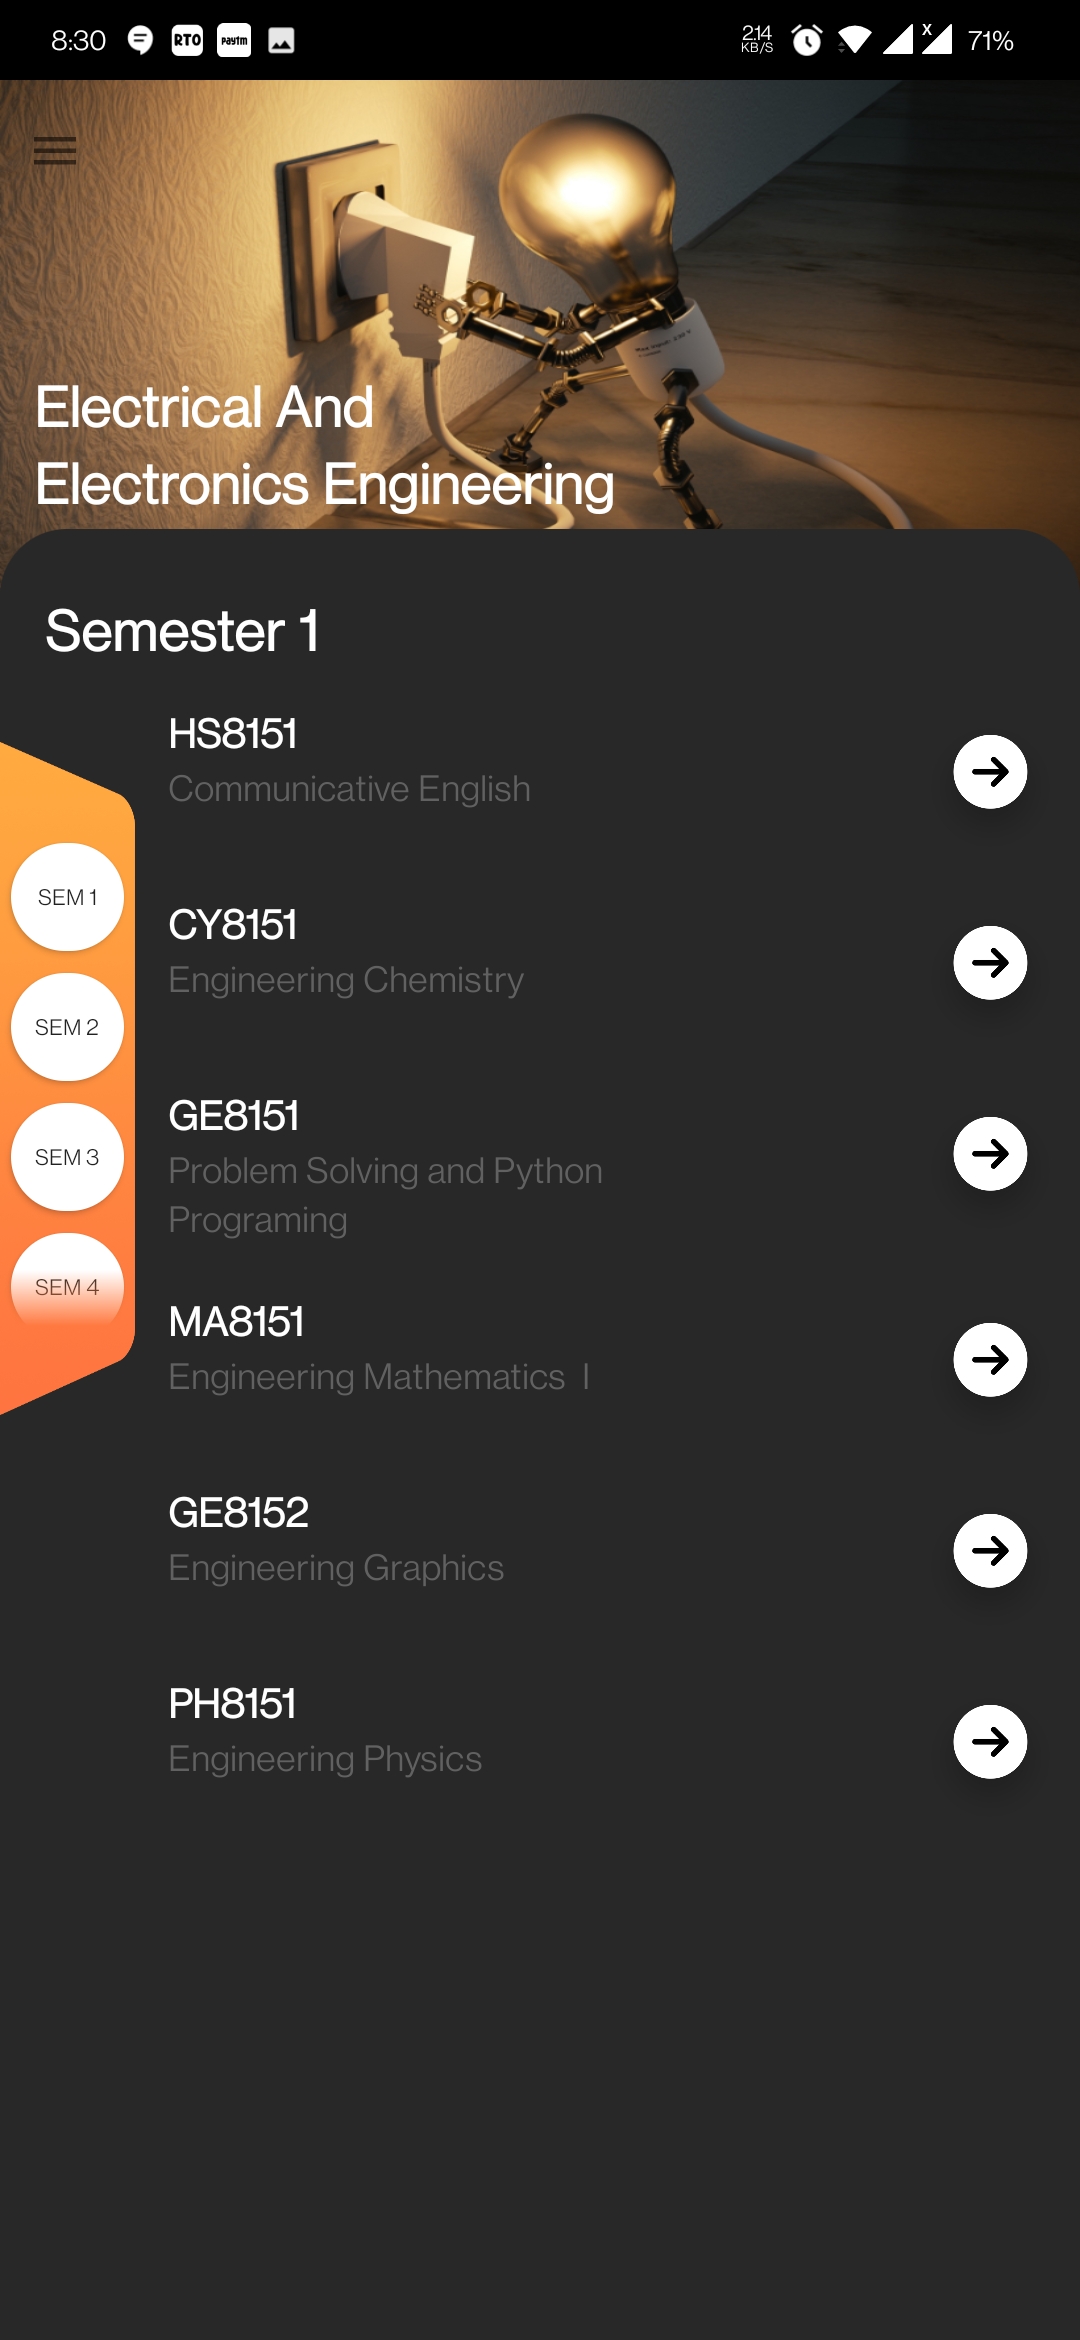 8:30 RTO paytm 2.14 KB/S X 71%
Electrical And
Electronics Engineering
Semester 1
HS8151
Communicative English
SEM 1
CY8151
Engineering Chemistry
SEM 2
GE8151
Problem Solving and Python
Programing
SEM 3
SEM 4
MA8151
Engineering Mathematics I
GE8152
Engineering Graphics
PH8151
Engineering Physics